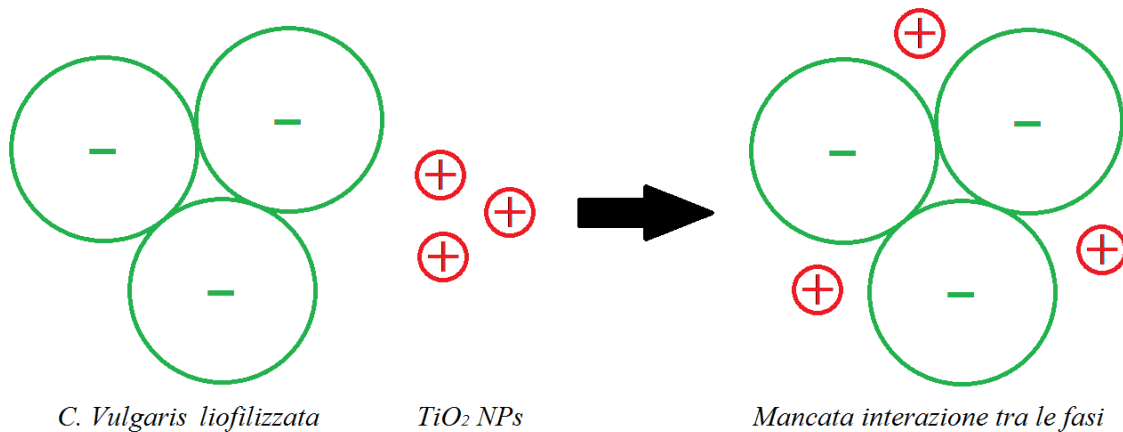 C. Vulgaris liofilizzata
TiO₂ NPs
Mancata interazione tra le fasi